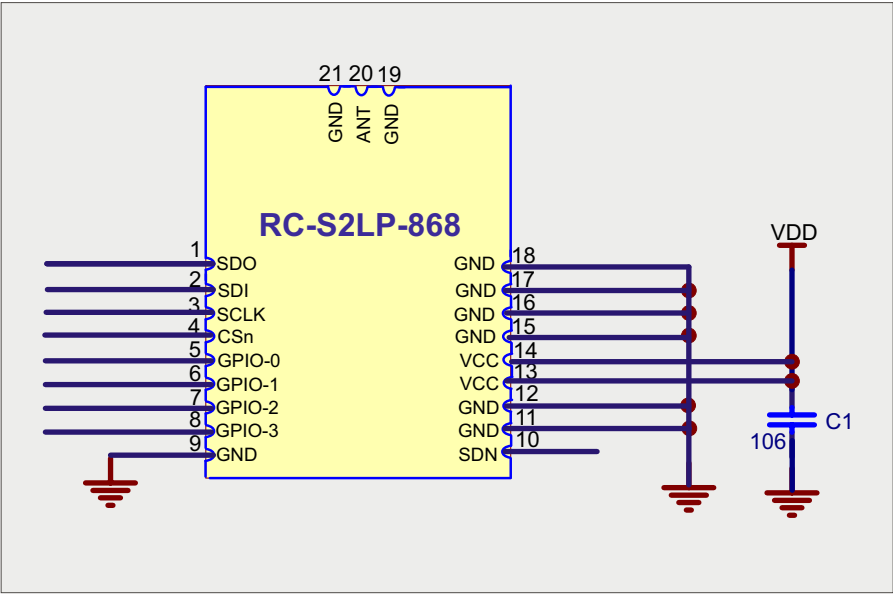 21 20 19
GND ANT GND
RC-S2LP-868
1 SDO
2 SDI
3 SCLK
4 CSn
5 GPIO-0
6 GPIO-1
7 GPIO-2
8 GPIO-3
9 GND
GND 18
GND 17
GND 16
GND 15
VCC 14
VCC 13
GND 12
GND 11
SDN 10
VDD
C1
106